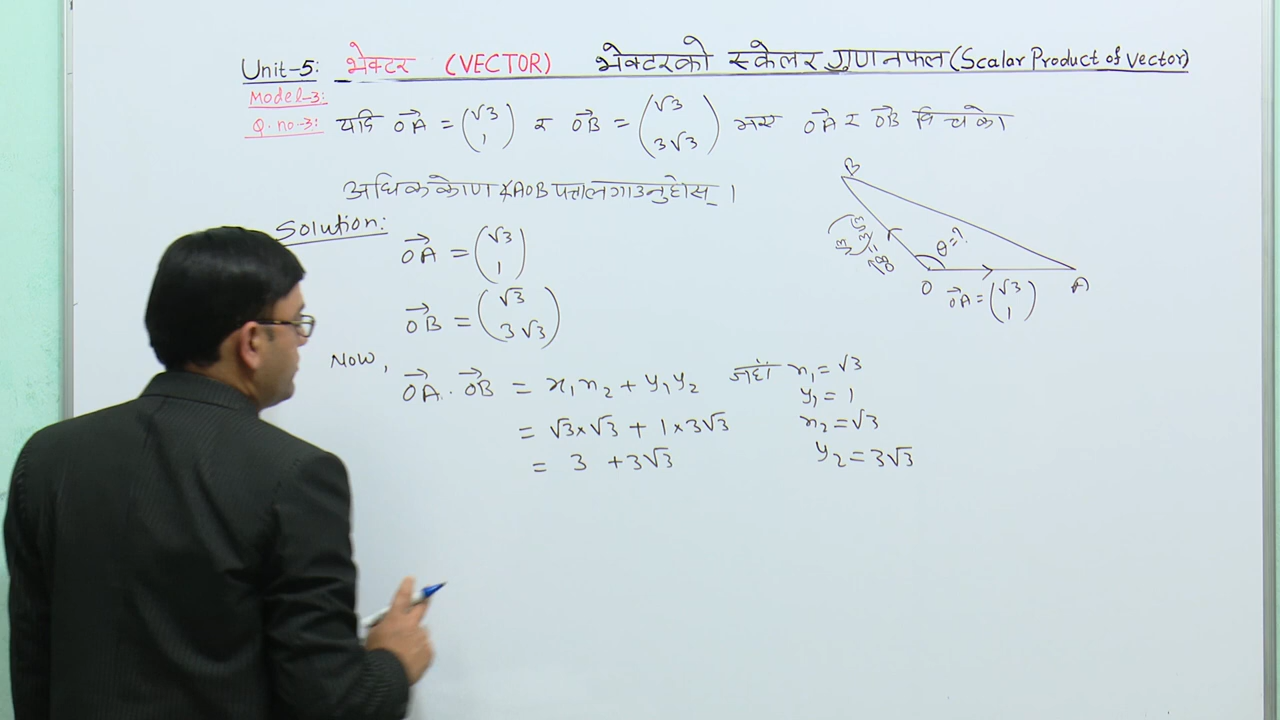 Unit-5: भेक्टर (VECTOR) भेक्टरको स्केलर गुणनफल (Scalar Product of Vector)
Model-3:
Q.no-3: यदि OA→ = (√3 1) र OB→ = (√3 3√3) भए OA→ र OB→ बिचको
अधिककोण ∡AOB पत्ता लगाउनुहोस् ।
Solution:
OA→ = (√3 1)
OB→ = (√3 3√3)
Now,
OA→ . OB→ = x₁x₂ + y₁y₂ जहाँ x₁ = √3
y₁ = 1
= √3×√3 + 1×3√3 x₂ = √3
= 3 + 3√3 y₂ = 3√3
B
θ=?
O
OA→ = (√3 1)
A